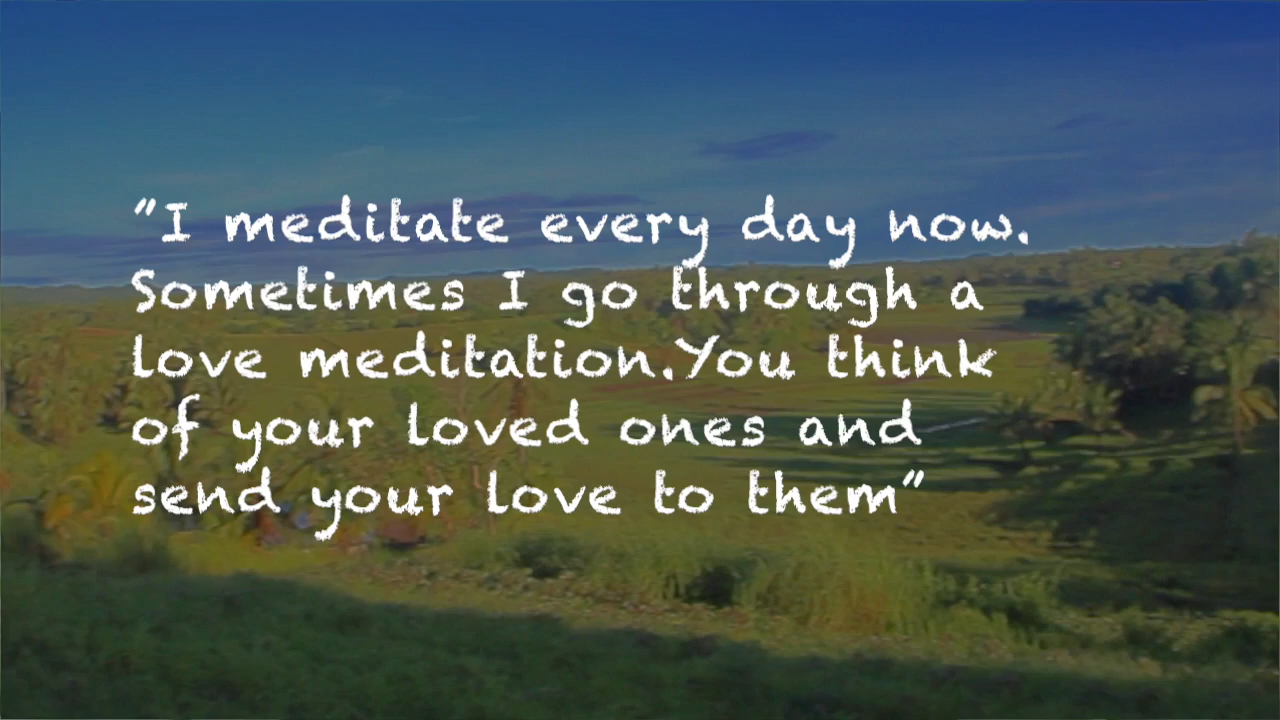 "I meditate every day now.
Sometimes I go through a
love meditation.You think
of your loved ones and
send your love to them"